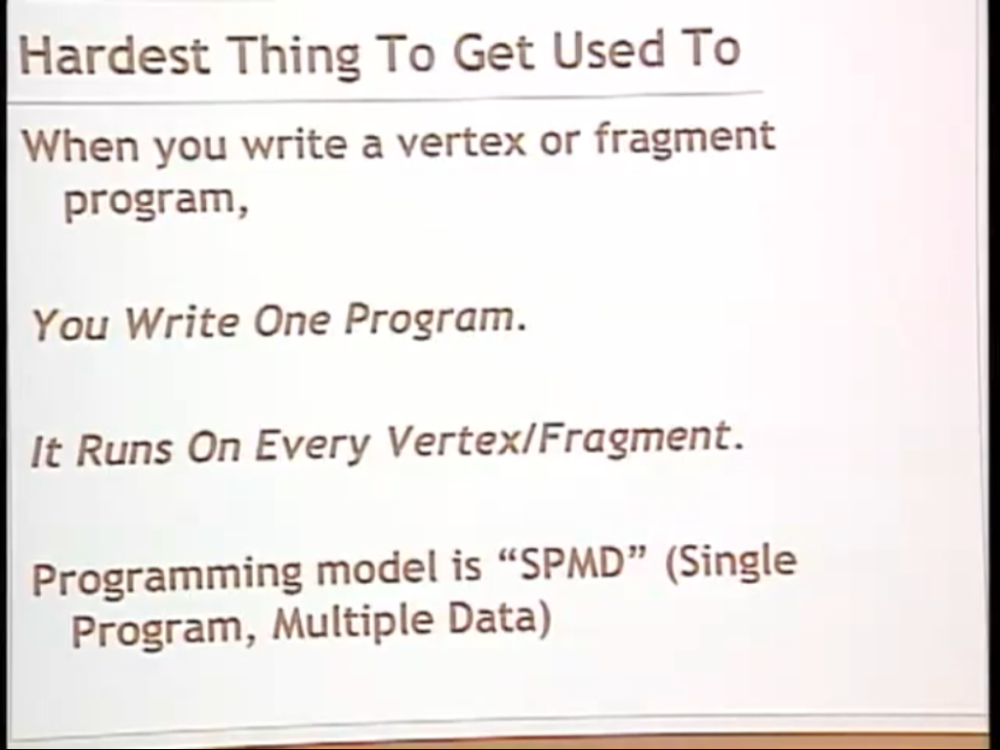 Hardest Thing To Get Used To
When you write a vertex or fragment
program,
You Write One Program.
It Runs On Every Vertex/Fragment.
Programming model is “SPMD” (Single
Program, Multiple Data)